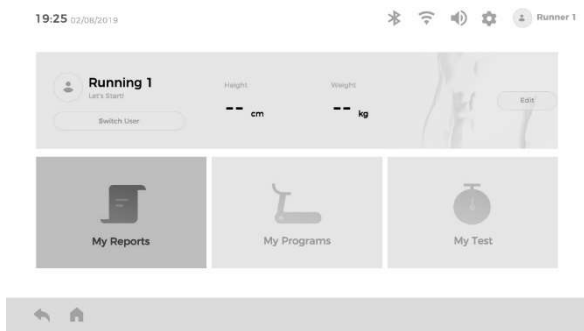 19:25 02/08/2019
Runner 1
Running 1
Let's Start!
Switch User
Height
-- cm
Weight
-- kg
Edit
My Reports
My Programs
My Test